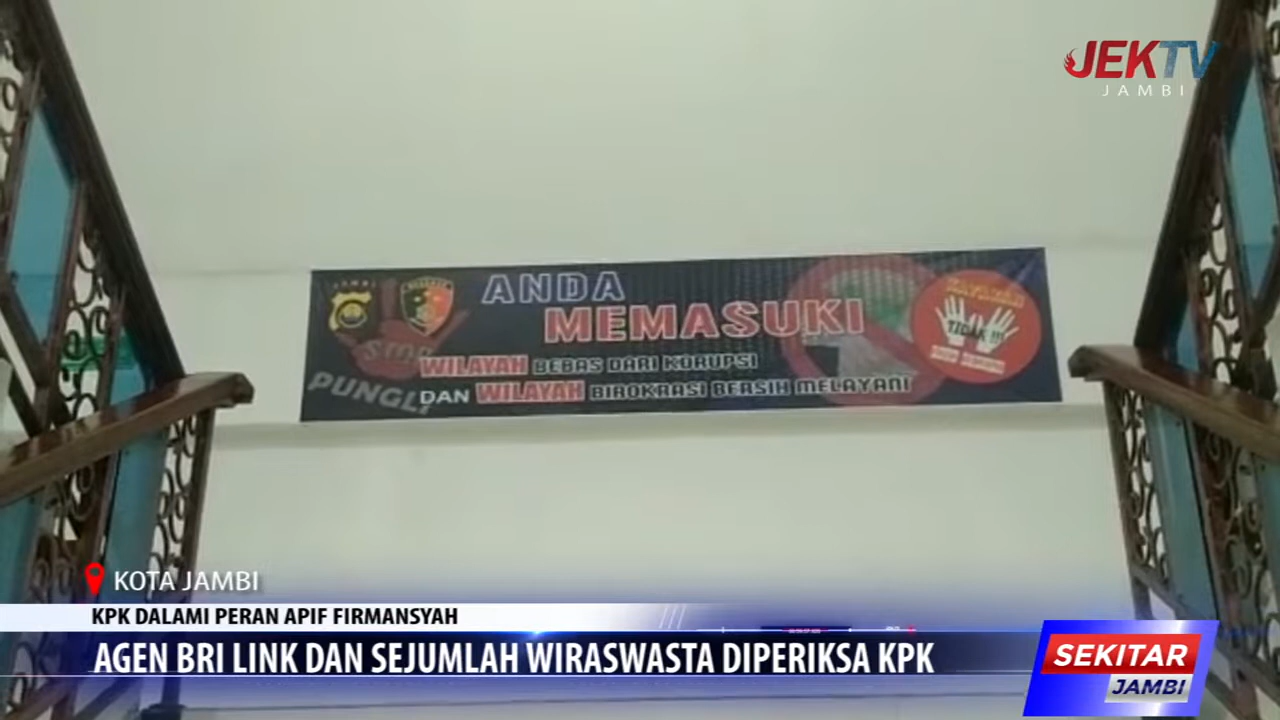 JEKTV
JAMBI
JAMBI
ANDA
MEMASUKI
WILAYAH BEBAS DARI KORUPSI
PUNGLI
DAN WILAYAH BIROKRASI BERSIH MELAYANI
TIDAK !!!
KOTA JAMBI
KPK DALAMI PERAN APIF FIRMANSYAH
AGEN BRI LINK DAN SEJUMLAH WIRASWASTA DIPERIKSA KPK
SEKITAR
JAMBI